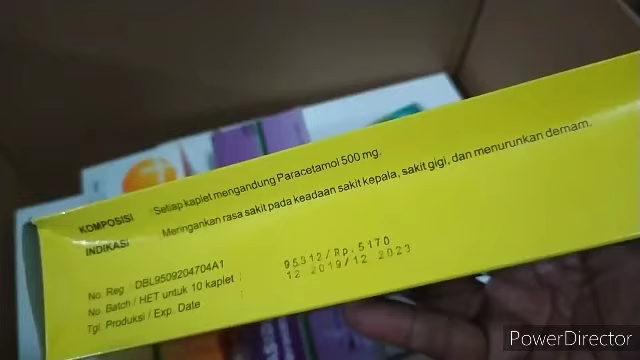 KOMPOSISI Setiap kaplet mengandung Paracetamol 500 mg.
INDIKASI Meringankan rasa sakit pada keadaan sakit kepala, sakit gigi, dan menurunkan demam.
No. Reg DBL9509204704A1
No. Batch / HET untuk 10 kaplet : 95312/Rp.5170
Tgl. Produksi / Exp. Date : 12 2019/12 2023
PowerDirector